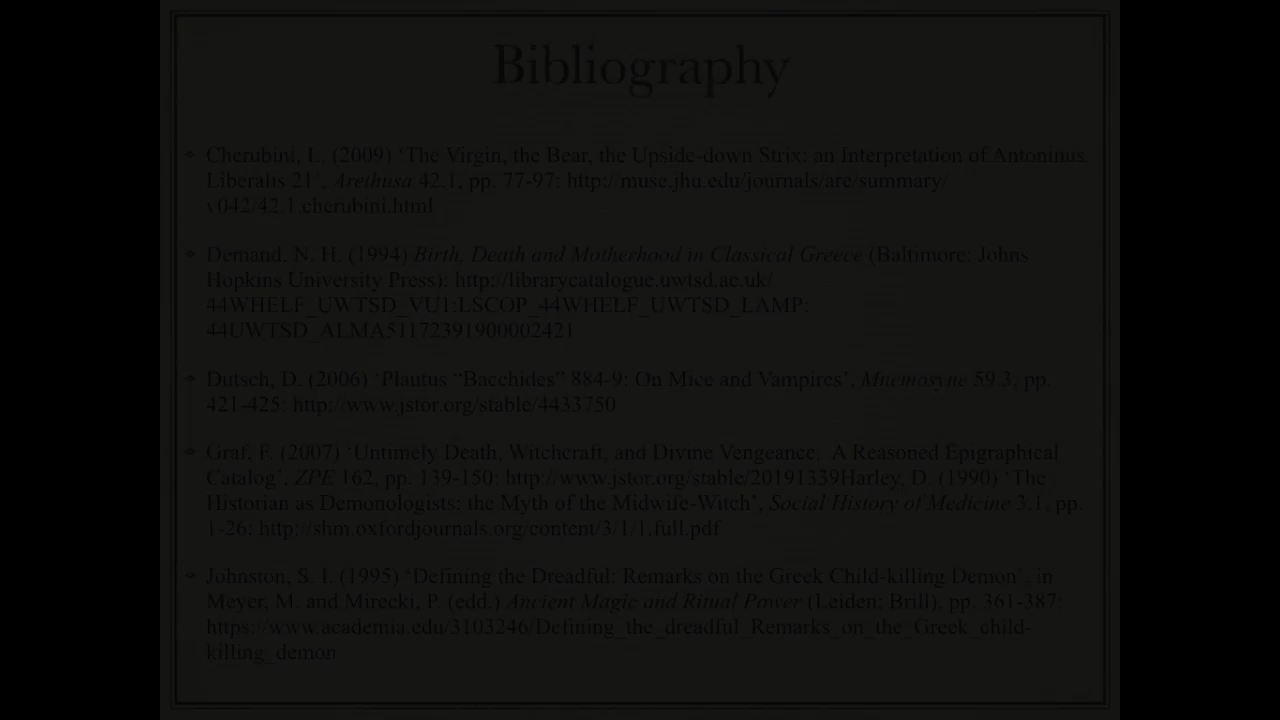 Bibliography
Cherubini, L. (2009) ‘The Virgin, the Bear, the Upside-down Strix: an Interpretation of Antoninus
Liberalis 21’, Arethusa 42.1, pp. 77-97: http://muse.jhu.edu/journals/are/summary/
v042/42.1.cherubini.html
Demand, N. H. (1994) Birth, Death and Motherhood in Classical Greece (Baltimore: Johns
Hopkins University Press): http://librarycatalogue.uwtsd.ac.uk/
44WHELF_UWTSD_VU1:LSCOP_44WHELF_UWTSD_LAMP:
44UWTSD_ALMA51172391900002421
Dutsch, D. (2006) ‘Plautus “Bacchides” 884-9: On Mice and Vampires’, Mnemosyne 59.3, pp.
421-425: http://www.jstor.org/stable/4433750
Graf, F. (2007) ‘Untimely Death, Witchcraft, and Divine Vengeance. A Reasoned Epigraphical
Catalog’, ZPE 162, pp. 139-150: http://www.jstor.org/stable/20191339Harley, D. (1990) ‘The
Historian as Demonologists: the Myth of the Midwife-Witch’, Social History of Medicine 3.1, pp.
1-26: http://shm.oxfordjournals.org/content/3/1/1.full.pdf
Johnston, S. I. (1995) ‘Defining the Dreadful: Remarks on the Greek Child-killing Demon’, in
Meyer, M. and Mirecki, P. (edd.) Ancient Magic and Ritual Power (Leiden: Brill), pp. 361-387:
https://www.academia.edu/3103246/Defining_the_dreadful_Remarks_on_the_Greek_child-
killing_demon